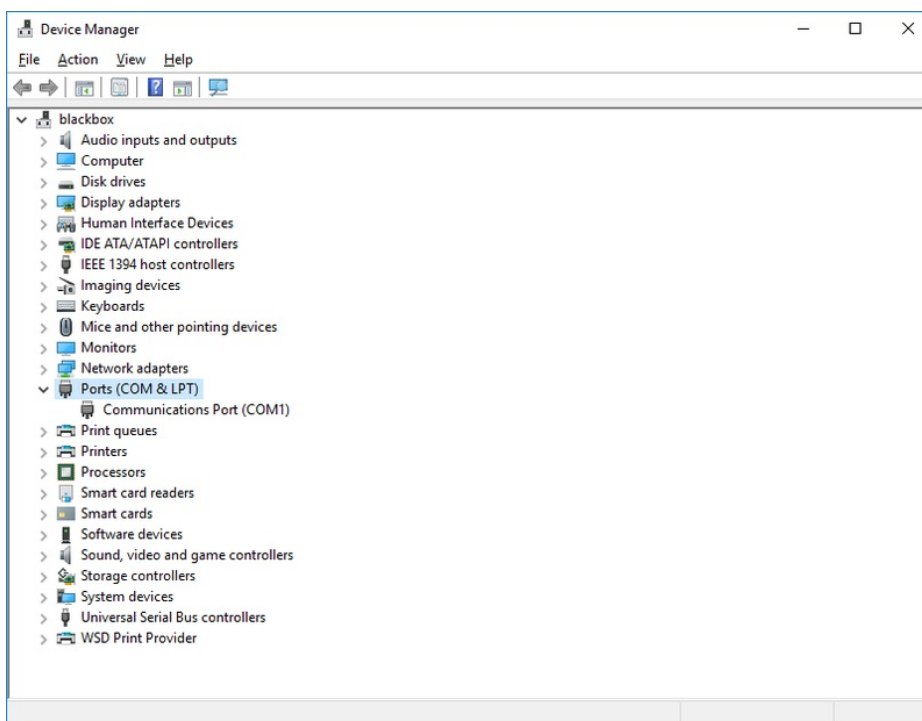 Device Manager
File Action View Help
blackbox
Audio inputs and outputs
Computer
Disk drives
Display adapters
Human Interface Devices
IDE ATA/ATAPI controllers
IEEE 1394 host controllers
Imaging devices
Keyboards
Mice and other pointing devices
Monitors
Network adapters
Ports (COM & LPT)
Communications Port (COM1)
Print queues
Printers
Processors
Smart card readers
Smart cards
Software devices
Sound, video and game controllers
Storage controllers
System devices
Universal Serial Bus controllers
WSD Print Provider